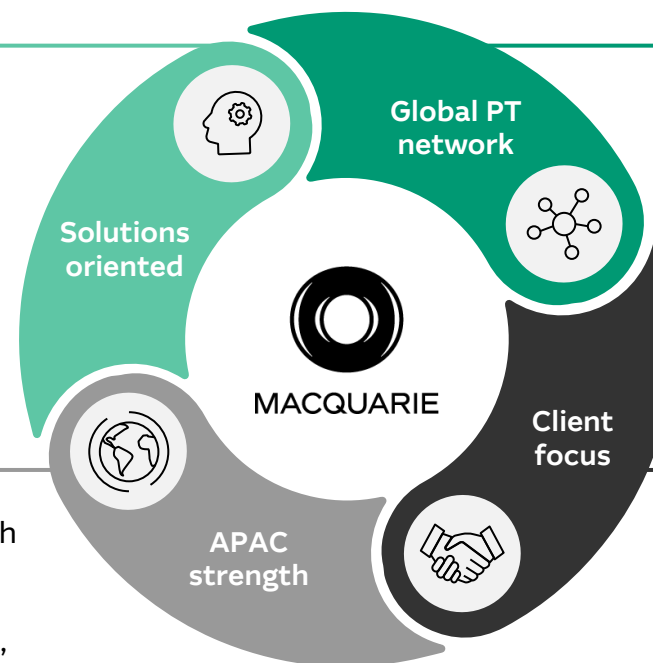 Global PT
network
Solutions
oriented
MACQUARIE
Client
focus
APAC
strength
h
,